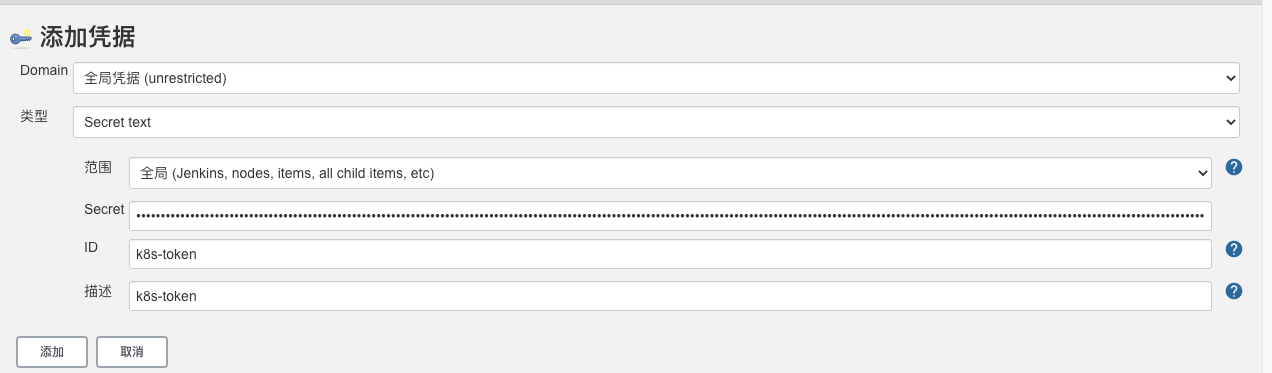 添加凭据
Domain 全局凭据 (unrestricted)
类型 Secret text
范围 全局 (Jenkins, nodes, items, all child items, etc)
Secret
ID k8s-token
描述 k8s-token
添加 取消